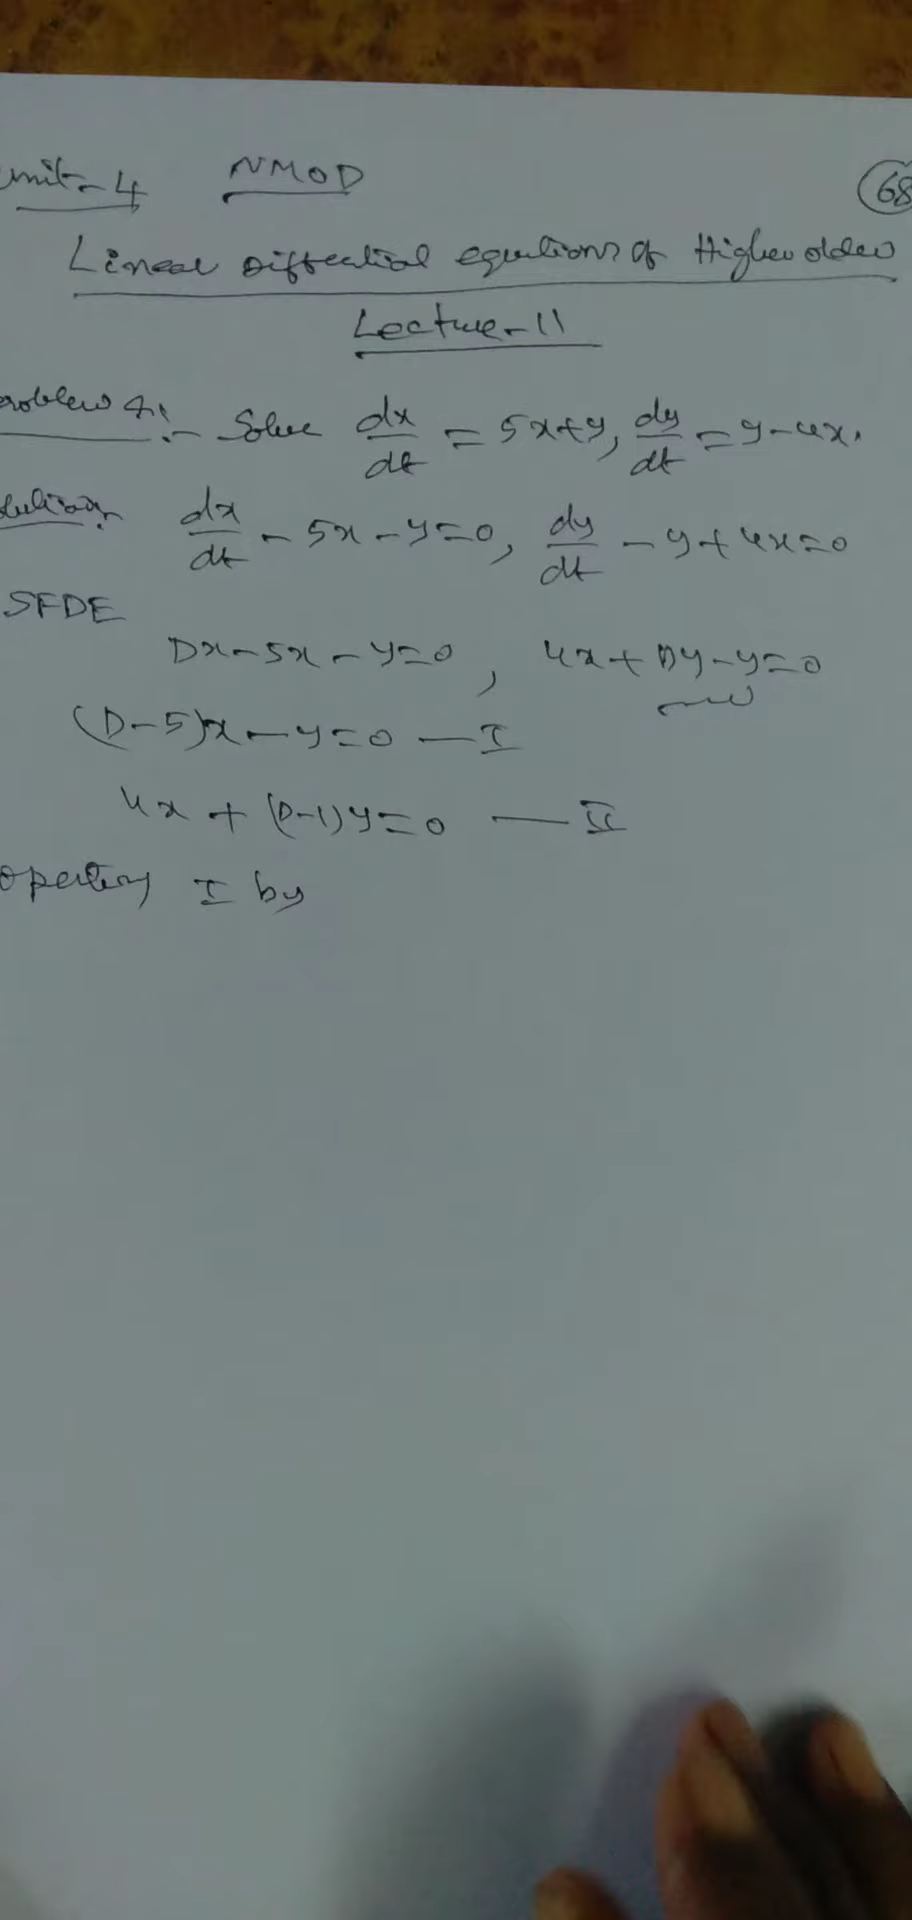 unit-4 NMOD 68
Linear Differential equations of Higher order
Lecture-11
Problem 4:- Solve dx/dt = 5x+y, dy/dt = y-4x.
Solution dx/dt - 5x - y=0, dy/dt - y + 4x=0
SFDE
Dx-5x-y=0, 4x+Dy-y=0
(D-5)x-y=0 — I
4x + (D-1)y=0 — II
operating I by